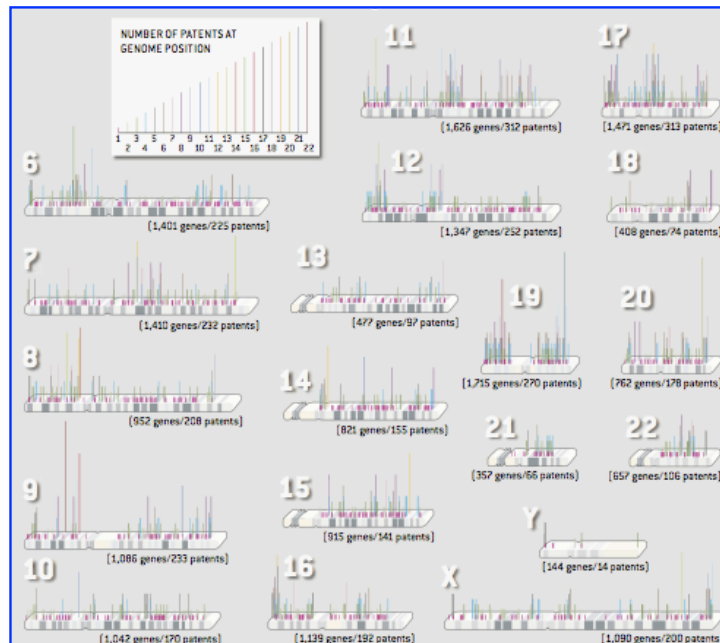 NUMBER OF PATENTS AT
GENOME POSITION
1 3 5 7 9 11 13 15 17 19 21
2 4 6 8 10 12 14 16 18 20 22
6
[1,401 genes/225 patents]
7
[1,410 genes/232 patents]
8
[952 genes/208 patents]
9
[1,086 genes/233 patents]
10
[1,042 genes/170 patents]
11
[1,626 genes/312 patents]
12
[1,347 genes/252 patents]
13
[477 genes/97 patents]
14
[821 genes/155 patents]
15
[915 genes/141 patents]
16
[1,139 genes/192 patents]
17
[1,471 genes/313 patents]
18
[408 genes/74 patents]
19
[1,715 genes/270 patents]
20
[762 genes/178 patents]
21
[357 genes/66 patents]
22
[657 genes/106 patents]
Y
[144 genes/14 patents]
X
[1,090 genes/200 patents]